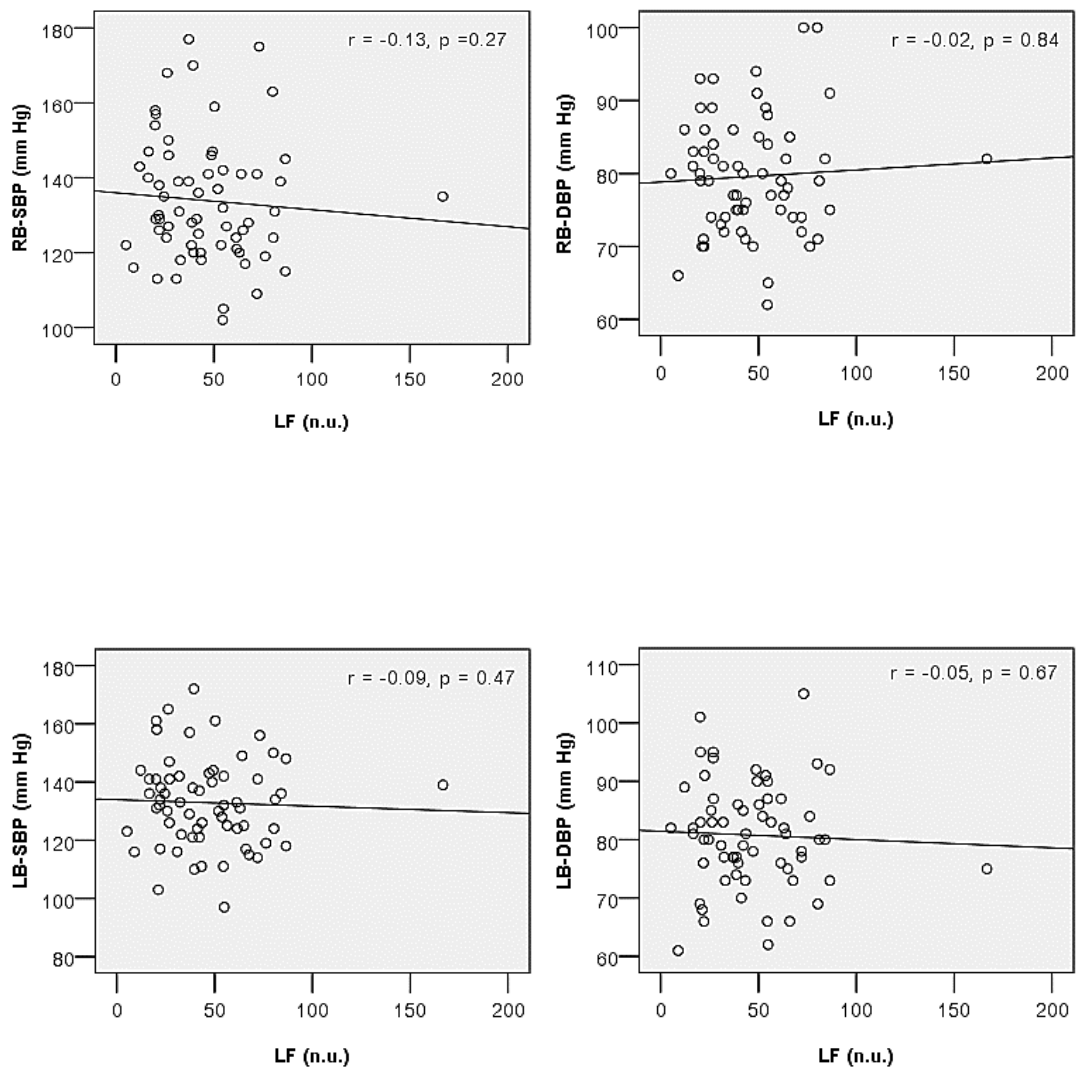 r = -0.13, p =0.27
RB-SBP (mm Hg)
180
160
140
120
100
0 50 100 150 200
LF (n.u.)
r = -0.02, p = 0.84
RB-DBP (mm Hg)
100
90
80
70
60
0 50 100 150 200
LF (n.u.)
r = -0.09, p = 0.47
LB-SBP (mm Hg)
180
160
140
120
100
80
0 50 100 150 200
LF (n.u.)
r = -0.05, p = 0.67
LB-DBP (mm Hg)
110
100
90
80
70
60
0 50 100 150 200
LF (n.u.)